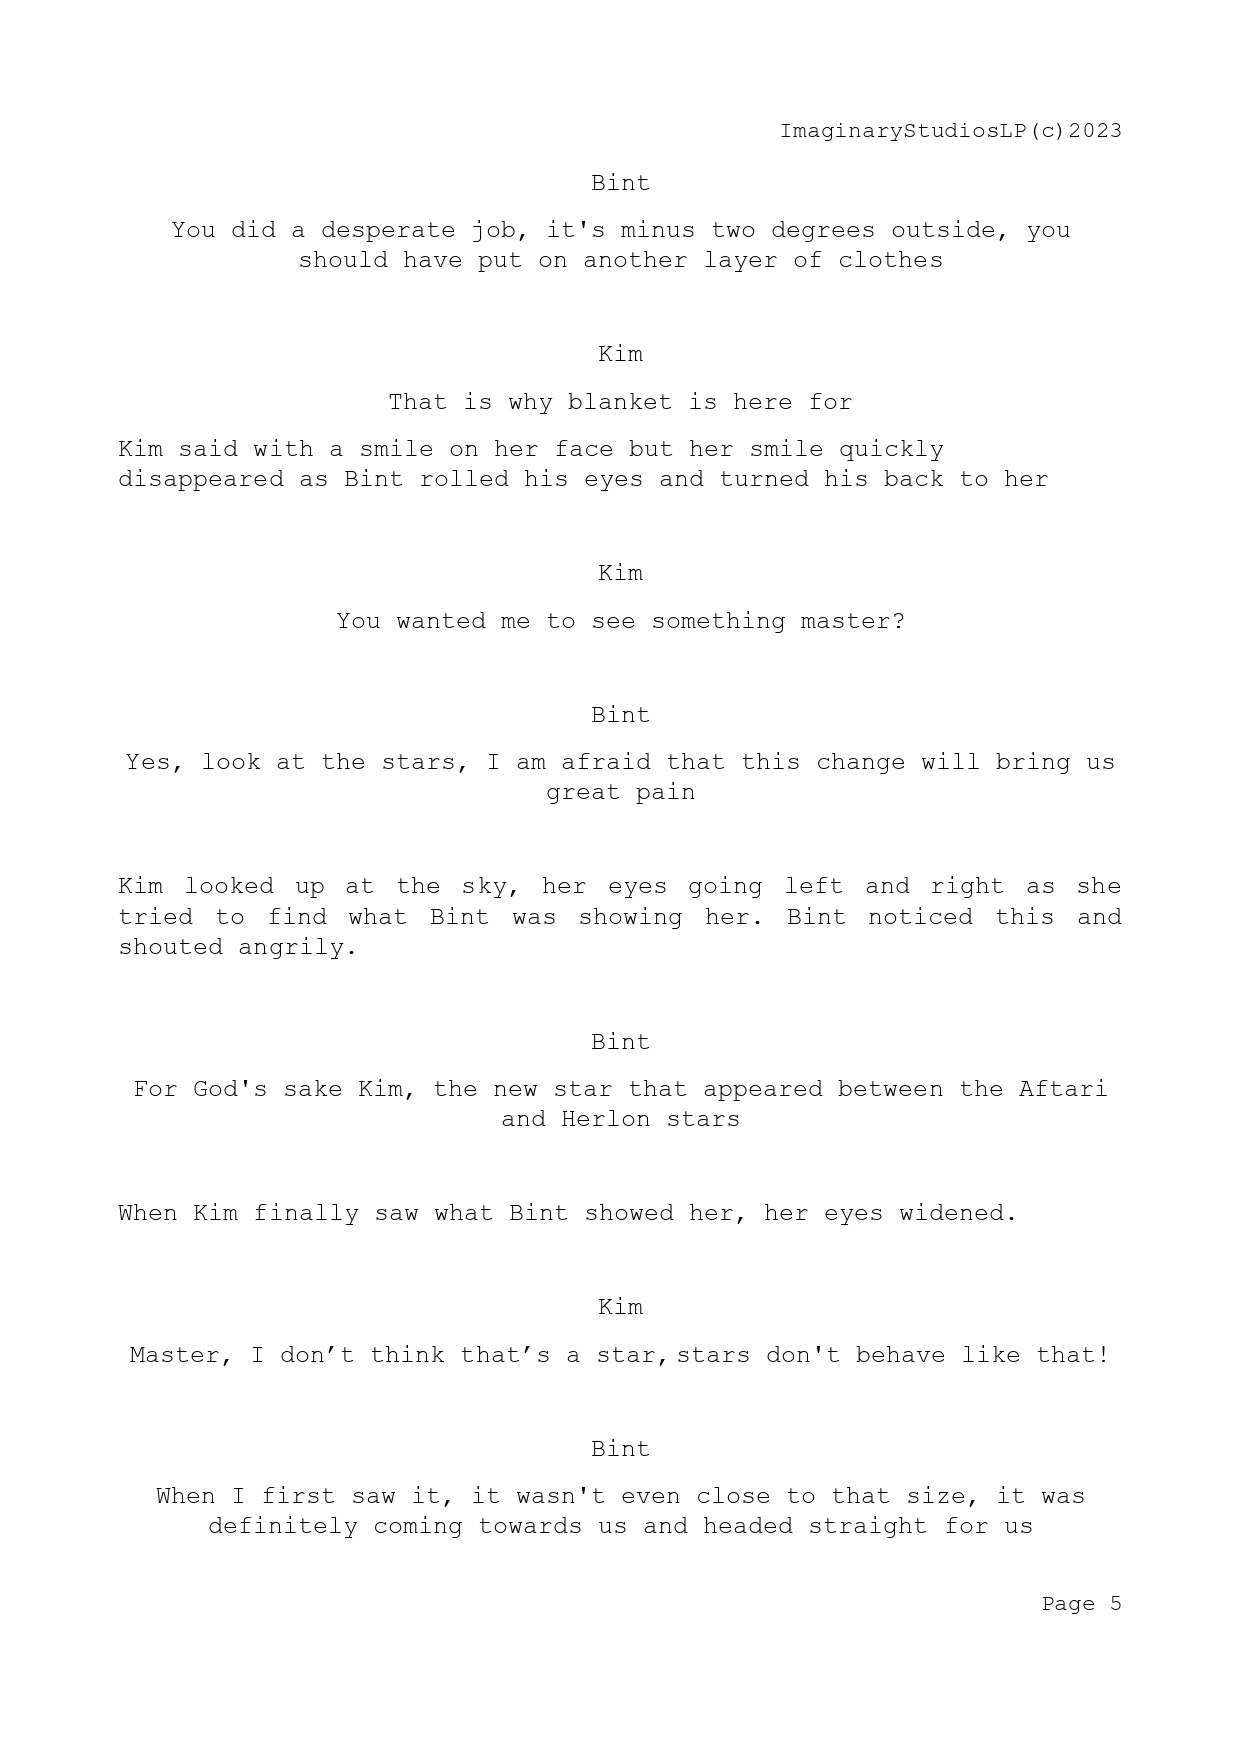 ImaginaryStudiosLP(c)2023
Bint
You did a desperate job, it's minus two degrees outside, you
should have put on another layer of clothes
Kim
That is why blanket is here for
Kim said with a smile on her face but her smile quickly
disappeared as Bint rolled his eyes and turned his back to her
Kim
You wanted me to see something master?
Bint
Yes, look at the stars, I am afraid that this change will bring us
great pain
Kim looked up at the sky, her eyes going left and right as she
tried to find what Bint was showing her. Bint noticed this and
shouted angrily.
Bint
For God's sake Kim, the new star that appeared between the Aftari
and Herlon stars
When Kim finally saw what Bint showed her, her eyes widened.
Kim
Master, I don’t think that’s a star, stars don't behave like that!
Bint
When I first saw it, it wasn't even close to that size, it was
definitely coming towards us and headed straight for us
Page 5